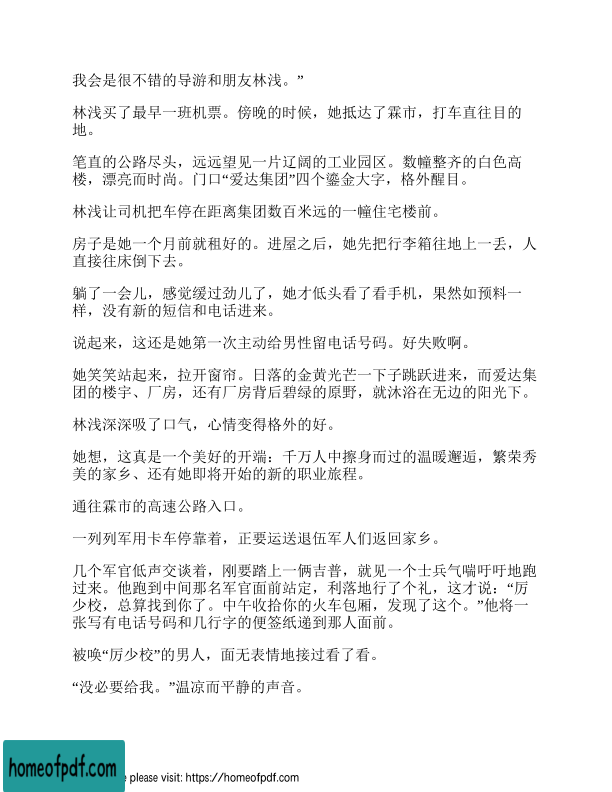 我会是很不错的导游和朋友林浅。”
林浅买了最早一班机票。傍晚的时候，她抵达了霖市，打车直往目的
地。
笔直的公路尽头，远远望见一片辽阔的工业园区。数幢整齐的白色高
楼，漂亮而时尚。门口“爱达集团”四个鎏金大字，格外醒目。
林浅让司机把车停在距离集团数百米远的一幢住宅楼前。
房子是她一个月前就租好的。进屋之后，她先把行李箱往地上一丢，人
直接往床倒下去。
躺了一会儿，感觉缓过劲儿了，她才低头看了看手机，果然如预料一
样，没有新的短信和电话进来。
说起来，这还是她第一次主动给男性留电话号码。好失败啊。
她笑笑站起来，拉开窗帘。日落的金黄光芒一下子跳跃进来，而爱达集
团的楼宇、厂房，还有厂房背后碧绿的原野，就沐浴在无边的阳光下。
林浅深深吸了口气，心情变得格外的好。
她想，这真是一个美好的开端：千万人中擦身而过的温暖邂逅，繁荣秀
美的家乡、还有她即将开始的新的职业旅程。
通往霖市的高速公路入口。
一列列军用卡车停靠着，正要运送退伍军人们返回家乡。
几个军官低声交谈着，刚要踏上一俩吉普，就见一个士兵气喘吁吁地跑
过来。他跑到中间那名军官面前站定，利落地行了个礼，这才说：“厉
少校，总算找到你了。中午收拾你的火车包厢，发现了这个。”他将一
张写有电话号码和几行字的便签纸递到那人面前。
被唤“厉少校”的男人，面无表情地接过看了看。
“没必要给我。”温凉而平静的声音。
homeofpdf.com
e please visit: https://homeofpdf.com